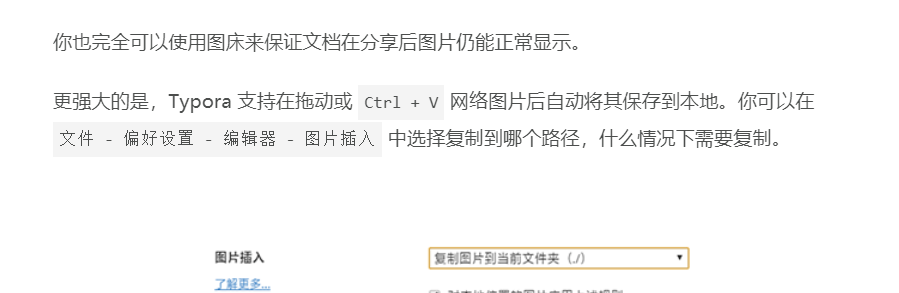 你也完全可以使用图床来保证文档在分享后图片仍能正常显示。
更强大的是，Typora 支持在拖动或 Ctrl + V 网络图片后自动将其保存到本地。你可以在
文件 - 偏好设置 - 编辑器 - 图片插入 中选择复制到哪个路径，什么情况下需要复制。
图片插入
复制图片到当前文件夹（./）
了解更多...